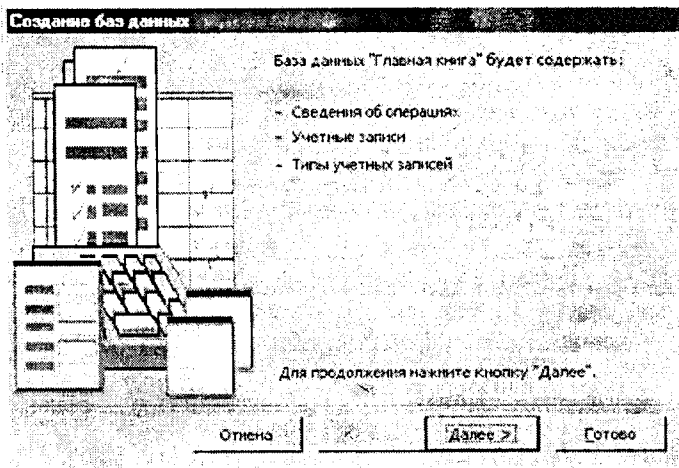 Создание баз данных
База данных "Главная книга" будет содержать:
- Сведения об операциях
- Учетные записи
- Типы учетных записей
Для продолжения нажмите кнопку "Далее".
Отмена
Далее >
Готово